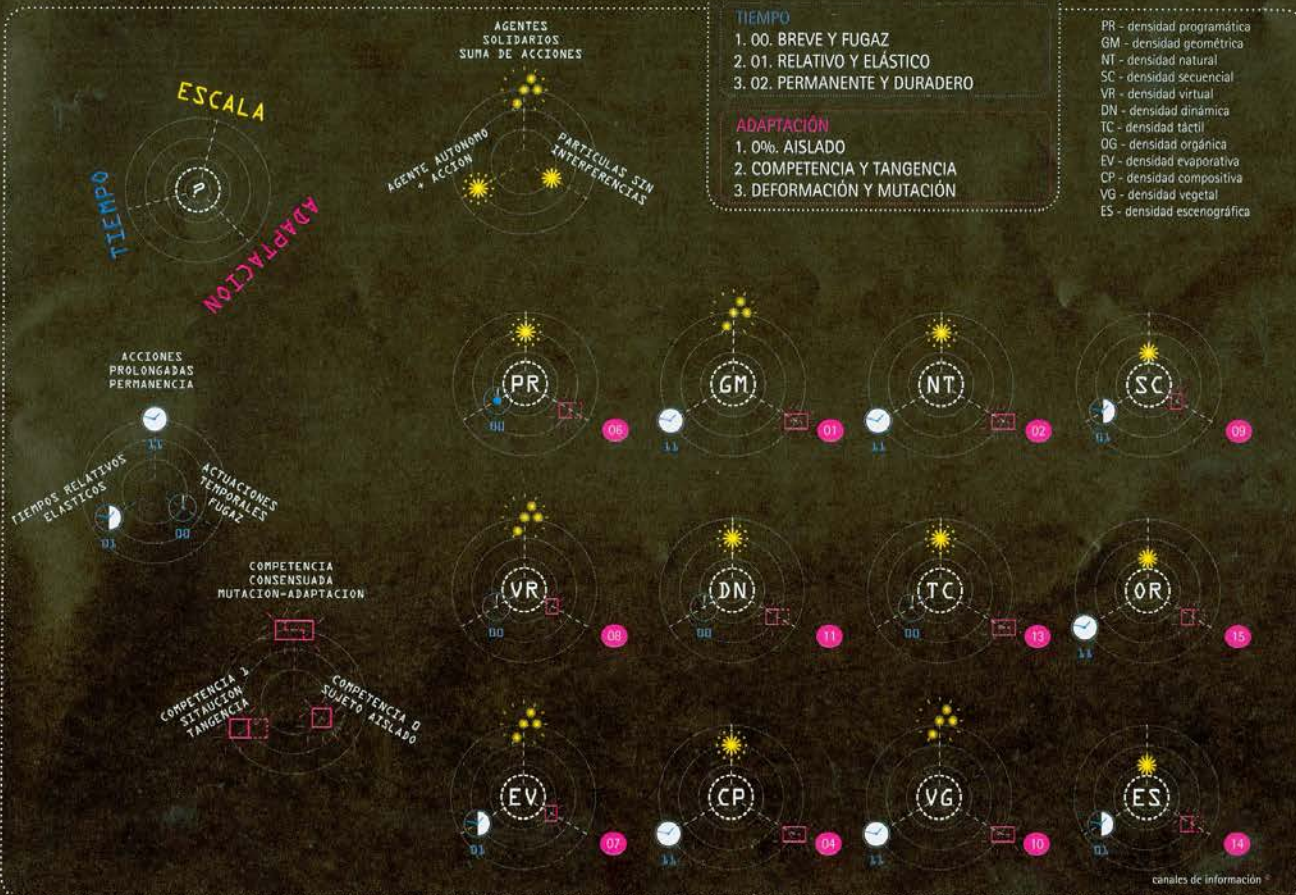 AGENTES
SOLIDARIOS
SUMA DE ACCIONES
AGENTE AUTONOMO
+ ACCION
PARTICULAS SIN
INTERFERENCIAS
ESCALA
TIEMPO
ADAPTACION
?
TIEMPO
1. 00. BREVE Y FUGAZ
2. 01. RELATIVO Y ELÁSTICO
3. 02. PERMANENTE Y DURADERO
ADAPTACIÓN
1. 0%. AISLADO
2. COMPETENCIA Y TANGENCIA
3. DEFORMACIÓN Y MUTACIÓN
PR - densidad programática
GM - densidad geométrica
NT - densidad natural
SC - densidad secuencial
VR - densidad virtual
DN - densidad dinámica
TC - densidad táctil
OG - densidad orgánica
EV - densidad evaporativa
CP - densidad compositiva
VG - densidad vegetal
ES - densidad escenográfica
ACCIONES
PROLONGADAS
PERMANENCIA
11
TIEMPOS RELATIVOS
ELASTICOS
01
ACTUACIONES
TEMPORALES
FUGAZ
00
COMPETENCIA
CONSENSUADA
MUTACION-ADAPTACION
COMPETENCIA 1
SITAUCION
TANGENCIA
COMPETENCIA 0
SUJETO AISLADO
PR
00
06
GM
11
01
NT
11
02
SC
01
09
VR
00
08
DN
00
11
TC
00
13
OR
11
15
EV
01
07
CP
11
04
VG
11
10
ES
01
14
canales de información